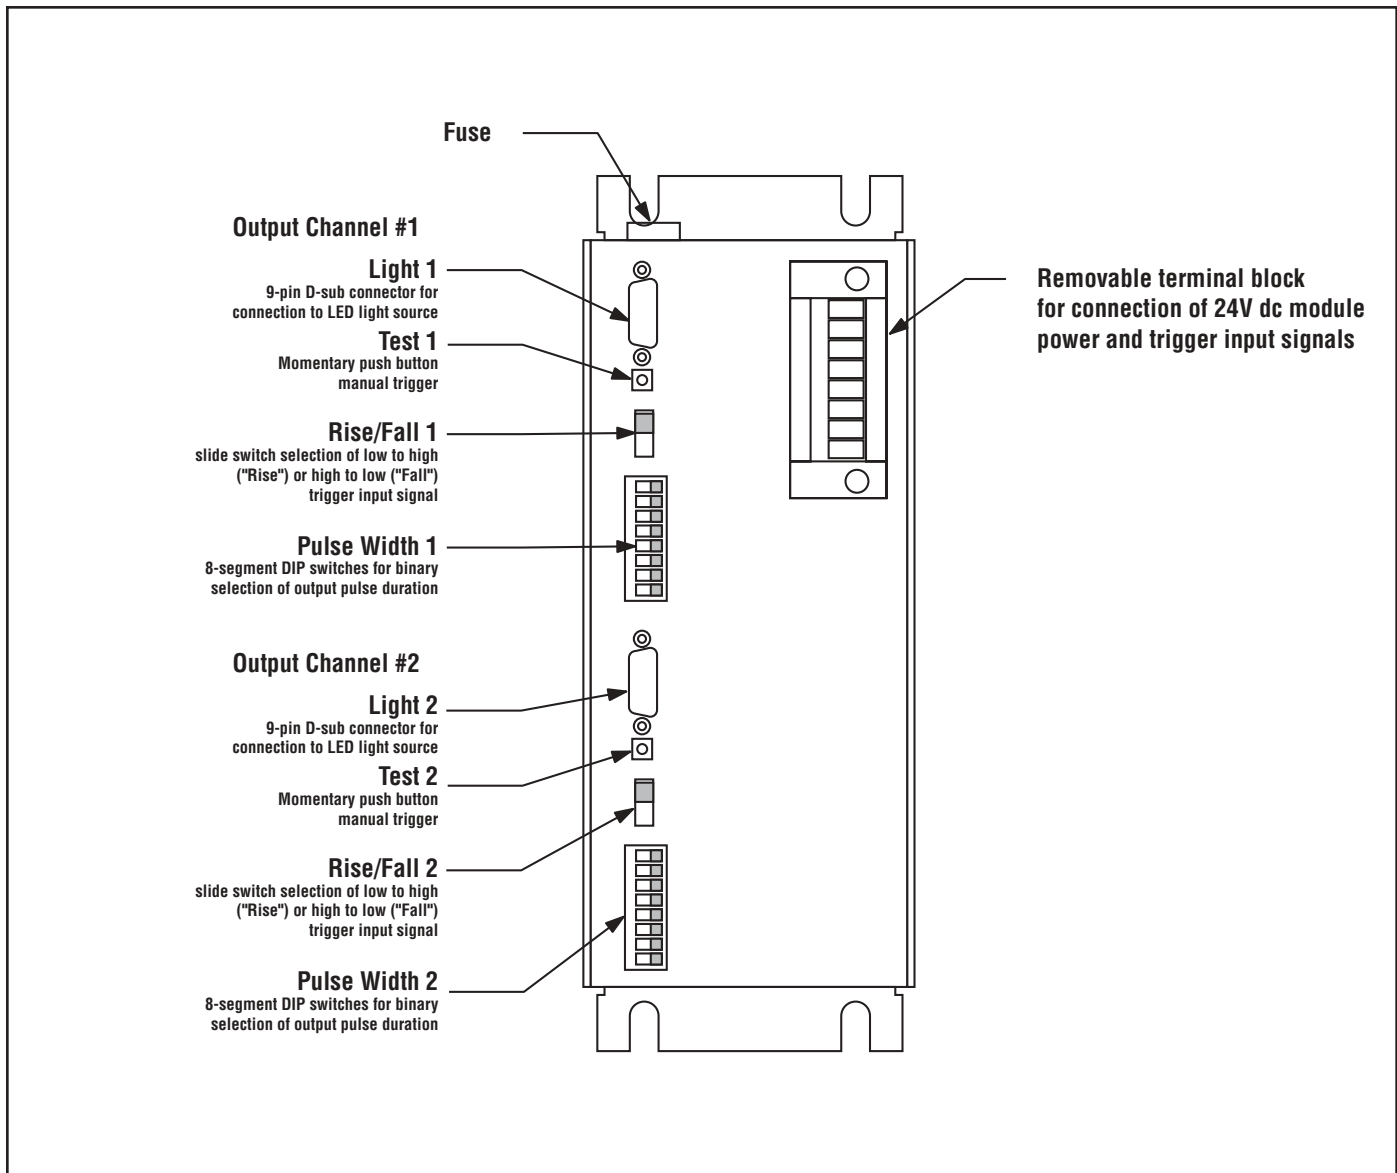 Fuse
Output Channel #1
Light 1
9-pin D-sub connector for
connection to LED light source
Test 1
Momentary push button
manual trigger
Rise/Fall 1
slide switch selection of low to high
("Rise") or high to low ("Fall")
trigger input signal
Pulse Width 1
8-segment DIP switches for binary
selection of output pulse duration
Output Channel #2
Light 2
9-pin D-sub connector for
connection to LED light source
Test 2
Momentary push button
manual trigger
Rise/Fall 2
slide switch selection of low to high
("Rise") or high to low ("Fall")
trigger input signal
Pulse Width 2
8-segment DIP switches for binary
selection of output pulse duration
Removable terminal block
for connection of 24V dc module
power and trigger input signals